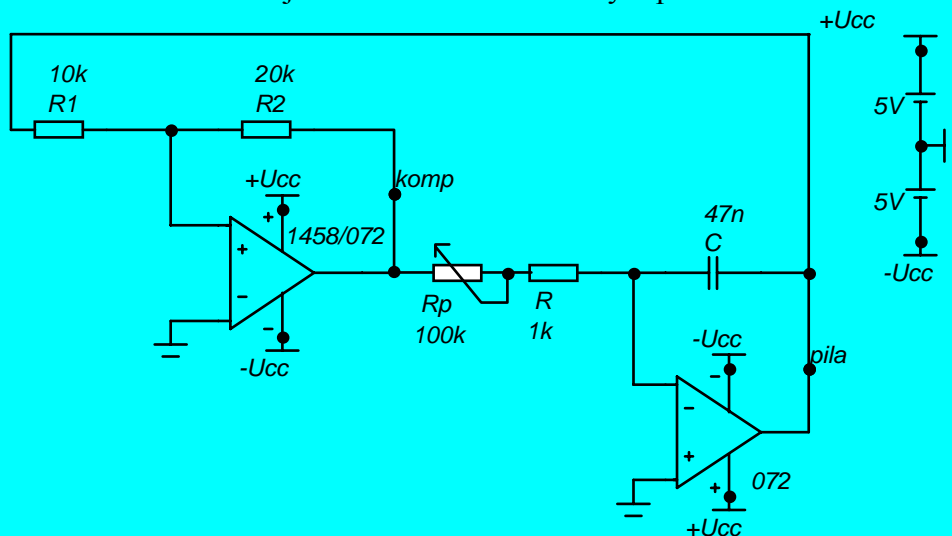 +Ucc
10k
R1
20k
R2
5V
+Ucc
komp
+
1458/072
+
-
5V
47n
C
-
-Ucc
-Ucc
Rp
100k
R
1k
-Ucc
-
pila
-
+
072
+
+Ucc